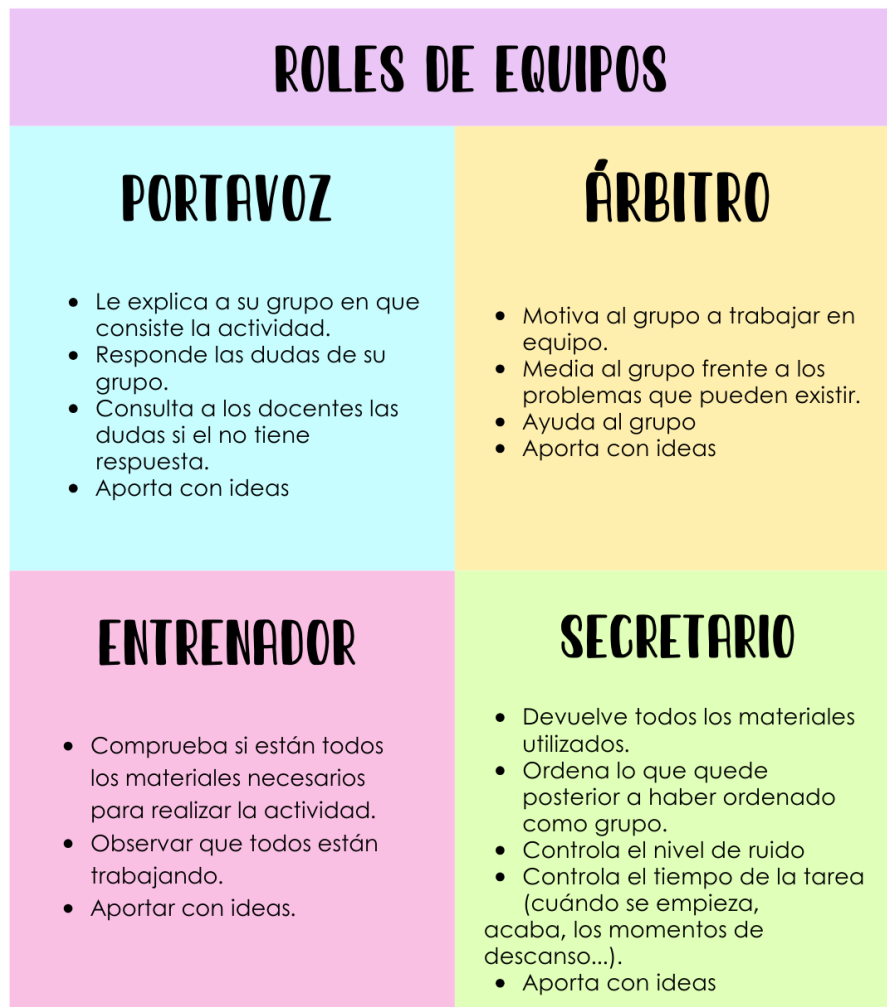 ROLES DE EQUIPOS
PORTAVOZ
• Le explica a su grupo en que
consiste la actividad.
• Responde las dudas de su
grupo.
• Consulta a los docentes las
dudas si el no tiene
respuesta.
• Aporta con ideas
ÁRBITRO
• Motiva al grupo a trabajar en
equipo.
• Media al grupo frente a los
problemas que pueden existir.
• Ayuda al grupo
• Aporta con ideas
ENTRENADOR
• Comprueba si están todos
los materiales necesarios
para realizar la actividad.
• Observar que todos están
trabajando.
• Aportar con ideas.
SECRETARIO
• Devuelve todos los materiales
utilizados.
• Ordena lo que quede
posterior a haber ordenado
como grupo.
• Controla el nivel de ruido
• Controla el tiempo de la tarea
(cuándo se empieza,
acaba, los momentos de
descanso...).
• Aporta con ideas